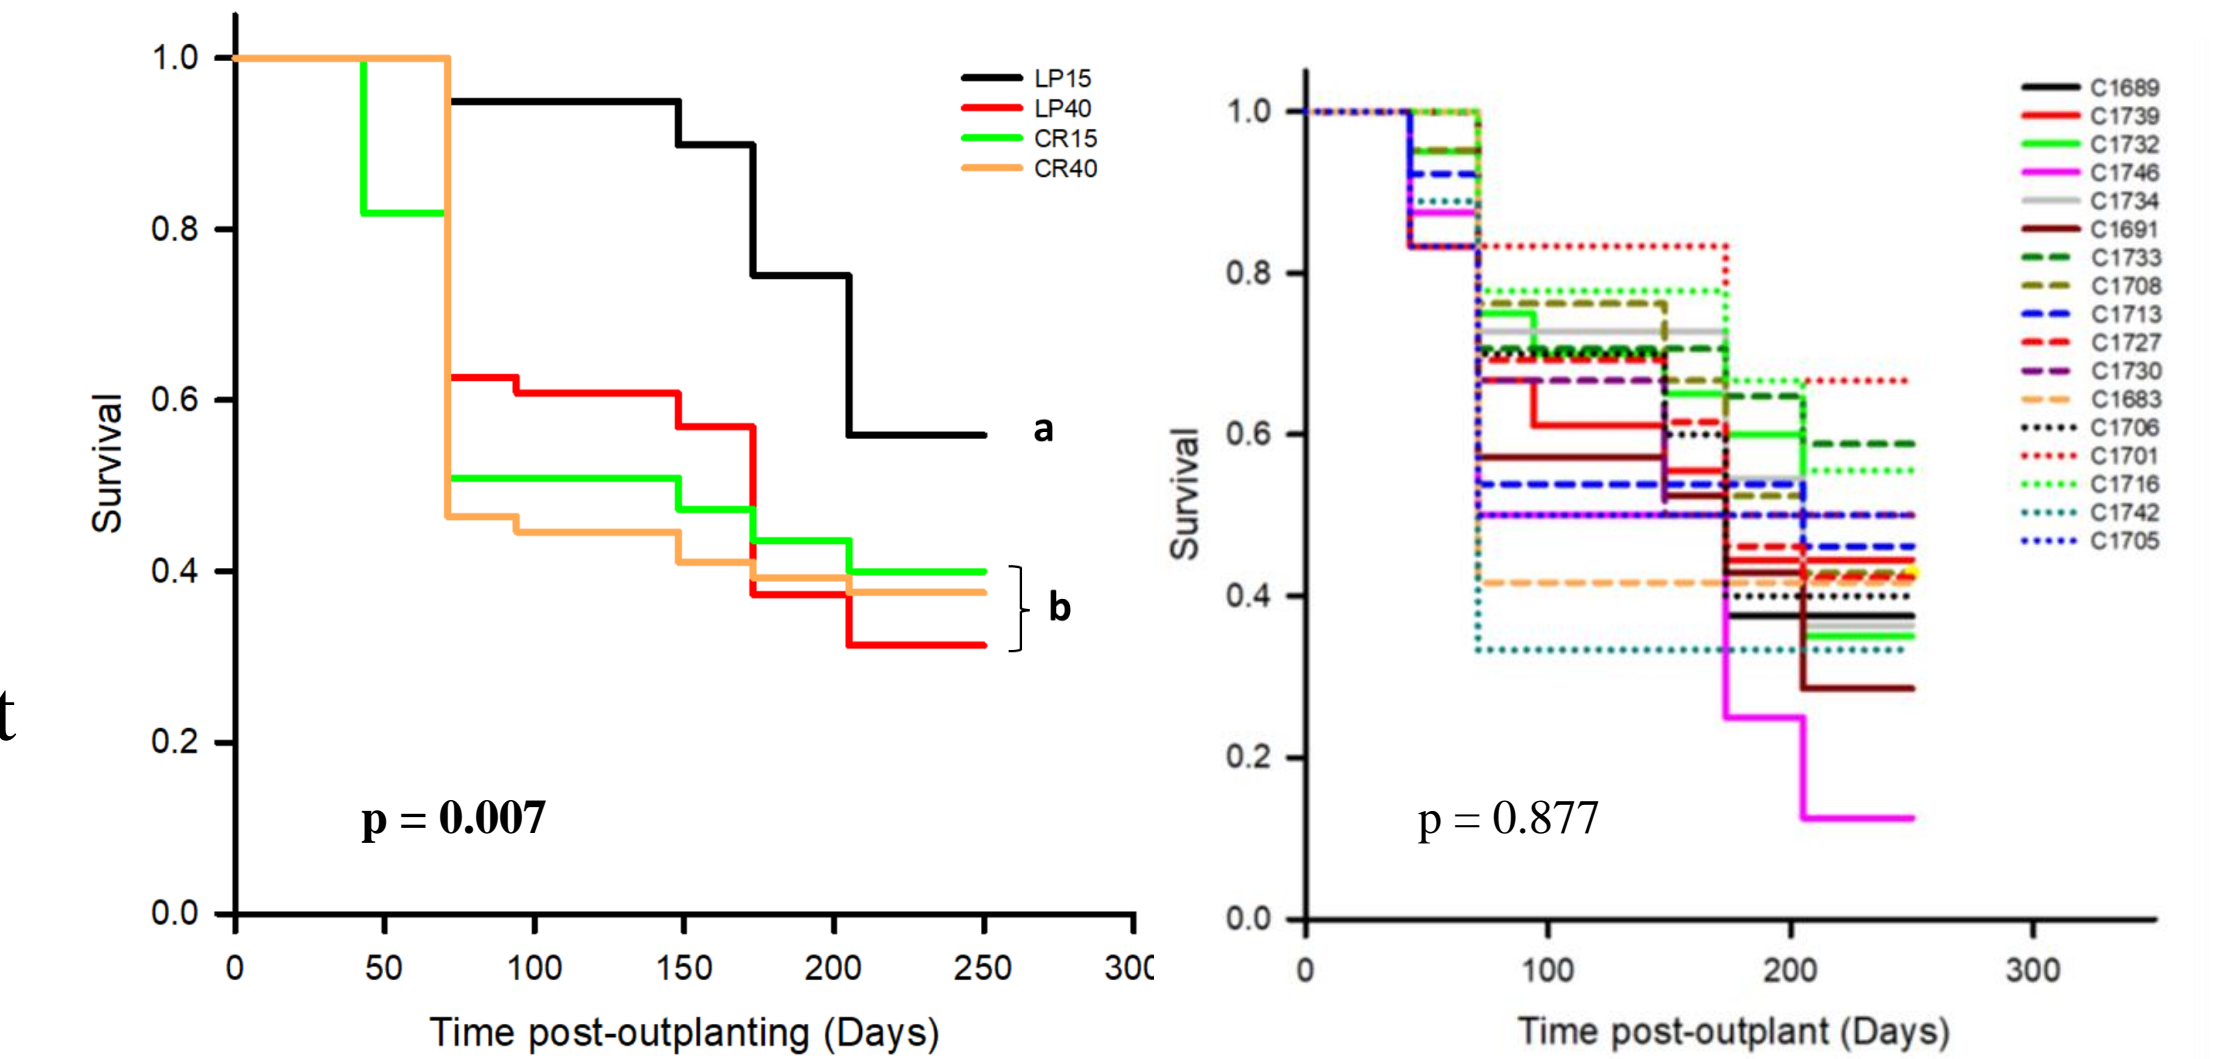 t
Survival
1.0
0.8
0.6
0.4
0.2
0.0
0 50 100 150 200 250 300
Time post-outplanting (Days)
LP15
LP40
CR15
CR40
a
b
p = 0.007
Survival
1.0
0.8
0.6
0.4
0.2
0.0
0 100 200 300
Time post-outplant (Days)
C1689
C1739
C1732
C1746
C1734
C1691
C1733
C1708
C1713
C1727
C1730
C1683
C1706
C1701
C1716
C1742
C1705
p = 0.877